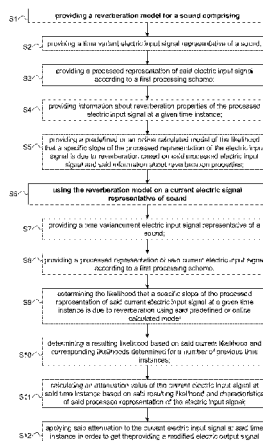 S1
providing a reverberation model for a sound comprising
S2
providing a time variant electric input signal representative of a sound;
S3
providing a processed representation of said electric input signal
according to a first processing scheme;
S4
providing information about reverberation properties of the processed
electric input signal at a given time instance;
S5
providing a predefined or an online calculated model of the likelihood
that a specific slope of the processed representation of the electric input
signal is due to reverberation based on said processed electric input
signal and said information about reverberation properties;
S6
using the reverberation model on a current electric signal
representative of sound
S7
providing a time variant current electric input signal representative of a
sound;
S8
providing a processed representation of said current electric input signal
according to a first processing scheme;
S9
determining the likelihood that a specific slope of the processed
representation of said current electric input signal at a given time
instance is due to reverberation using said predefined or online
calculated model
S10
determining a resulting likelihood based on said current likelihood and
corresponding likelihoods determined for a number of previous time
instances;
S11
calculating an attenuation value of the current electric input signal at
said time instance based on said resulting likelihood and characteristics
of said processed representation of the electric input signal;
S12
applying said attenuation to the current electric input signal at said time
instance in order to get the providing a modified electric output signal